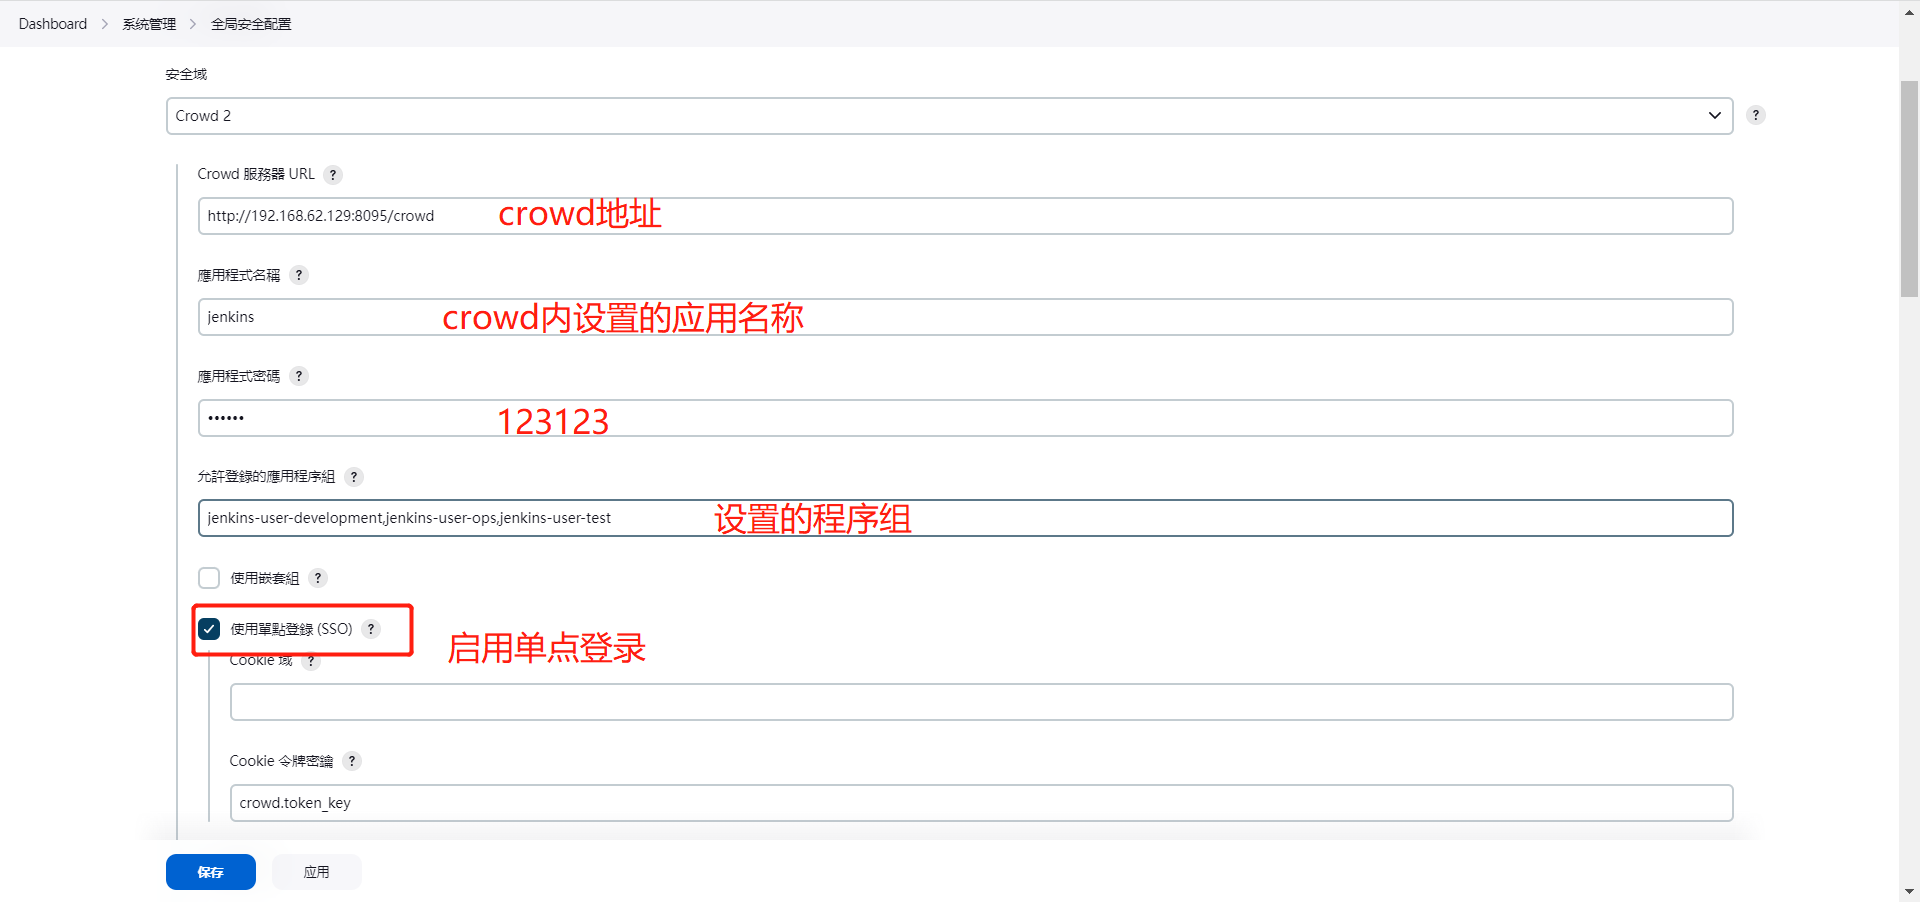 Dashboard > 系统管理 > 全局安全配置
安全域
Crowd 2
?
Crowd 服務器 URL ?
http://192.168.62.129:8095/crowd crowd地址
應用程式名稱 ?
jenkins crowd内设置的应用名称
應用程式密碼 ?
•••••• 123123
允許登錄的應用程序組 ?
jenkins-user-development,jenkins-user-ops,jenkins-user-test 设置的程序组
使用嵌套組 ?
使用單點登錄 (SSO) ?
启用单点登录
Cookie 域 ?
Cookie 令牌密鑰 ?
crowd.token_key
保存 应用